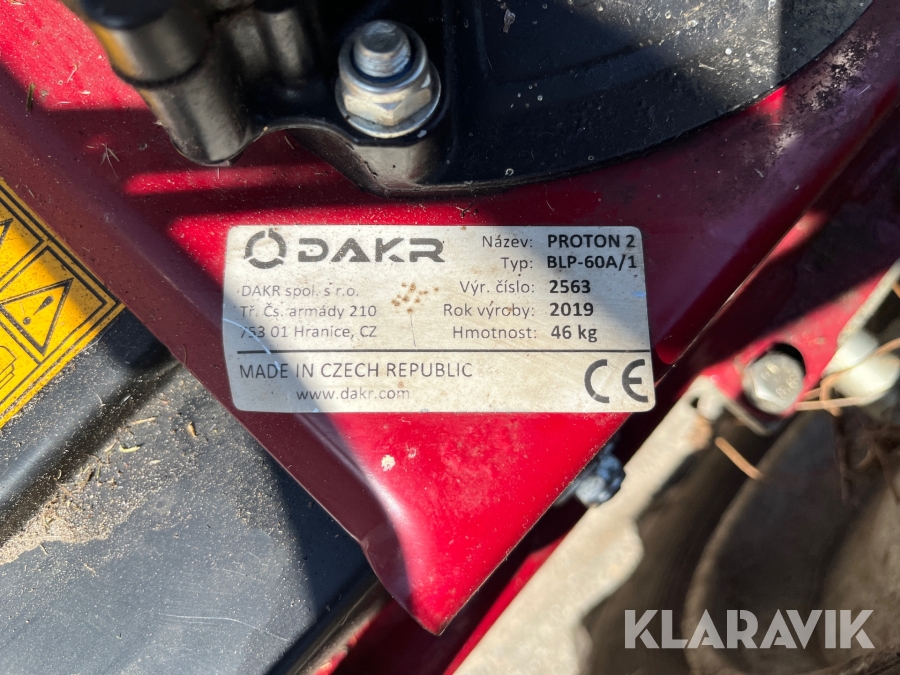 DAKR
Název: PROTON 2
Typ: BLP-60A/1
DAKR spol. s r.o.
Výr. číslo: 2563
Tř. Čs. armády 210
Rok výroby: 2019
753 01 Hranice, CZ
Hmotnost: 46 kg
MADE IN CZECH REPUBLIC
www.dakr.com
CE
KLARAVIK